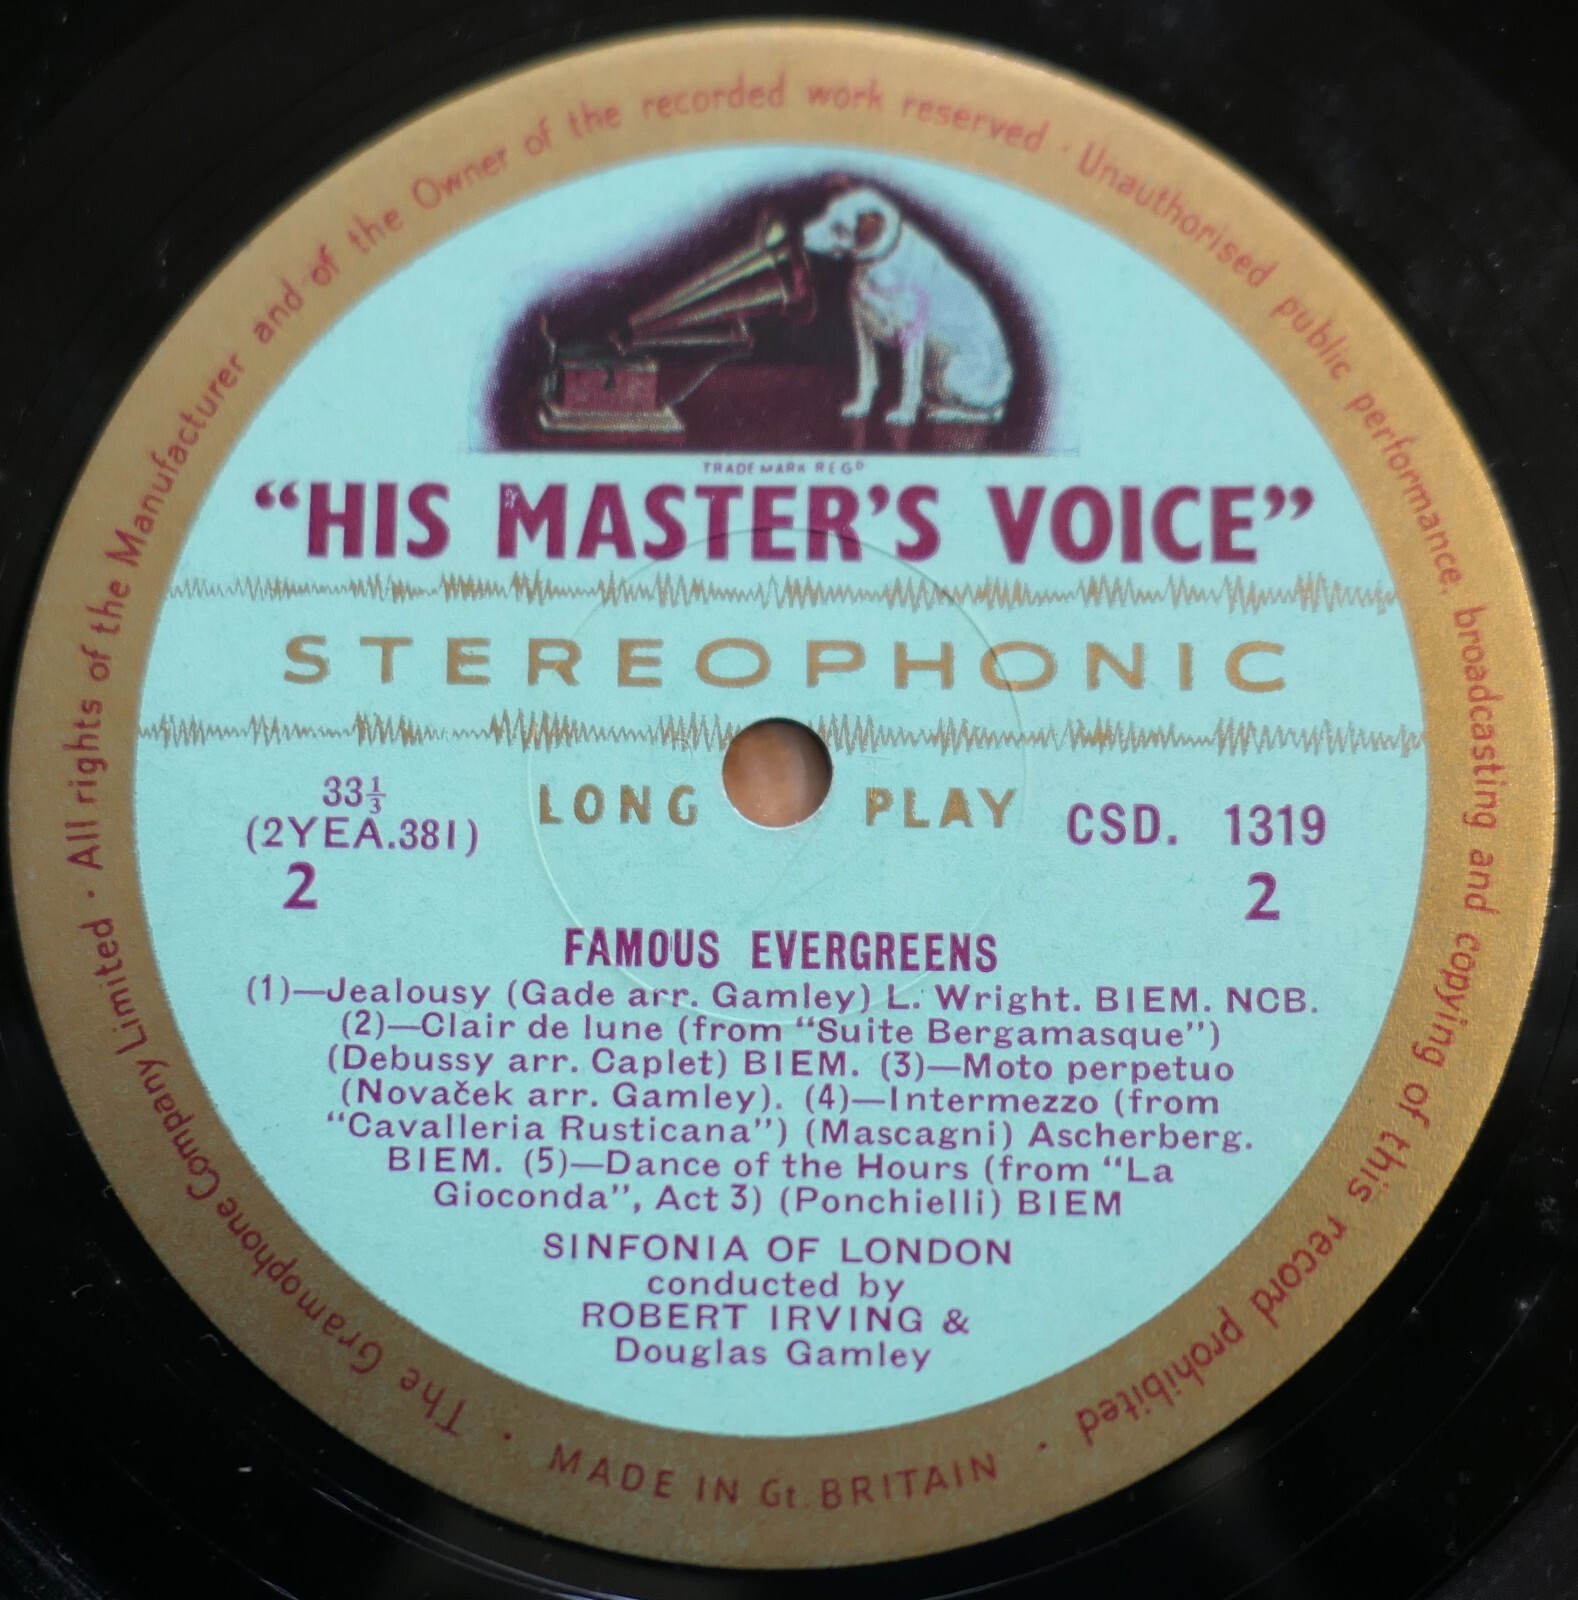 The Gramophone Company Limited · All rights of the Manufacturer and of the Owner of the recorded work reserved · Unauthorised public performance, broadcasting and copying of this record prohibited ·
TRADE MARK REGD
“HIS MASTER’S VOICE”
STEREOPHONIC
LONG PLAY
33⅓
(2YEA.381)
2
CSD. 1319
2
FAMOUS EVERGREENS
(1)—Jealousy (Gade arr. Gamley) L. Wright. BIEM. NCB.
(2)—Clair de lune (from “Suite Bergamasque”)
(Debussy arr. Caplet) BIEM. (3)—Moto perpetuo
(Novaček arr. Gamley). (4)—Intermezzo (from
“Cavalleria Rusticana”) (Mascagni) Ascherberg.
BIEM. (5)—Dance of the Hours (from “La
Gioconda”, Act 3) (Ponchielli) BIEM
SINFONIA OF LONDON
conducted by
ROBERT IRVING &
Douglas Gamley
MADE IN Gt. BRITAIN